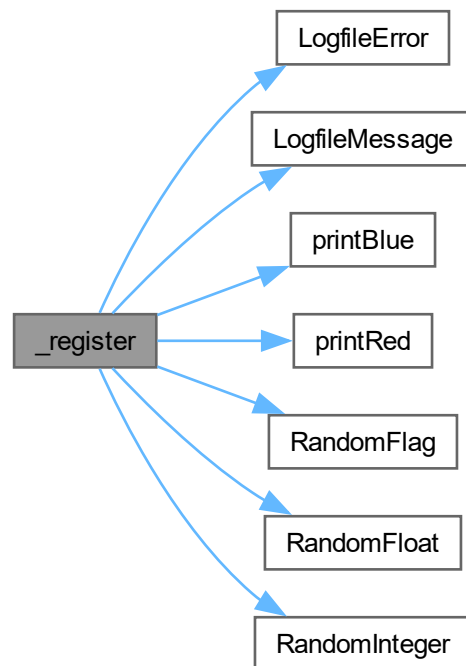 LogfileError
LogfileMessage
printBlue
_register
printRed
RandomFlag
RandomFloat
RandomInteger